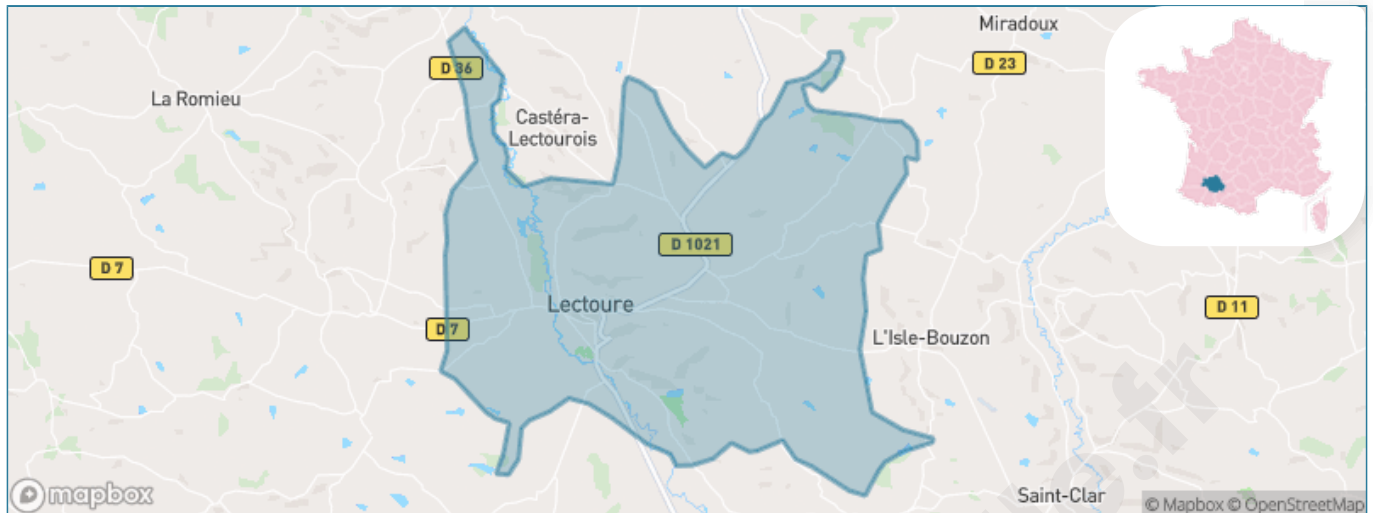 Miradoux
D 36
D 23
La Romieu
Castéra-
Lectourois
D 1021
D 7
Lectoure
D 11
D 7
L'Isle-Bouzon
Saint-Clar
mapbox
© Mapbox © OpenStreetMap